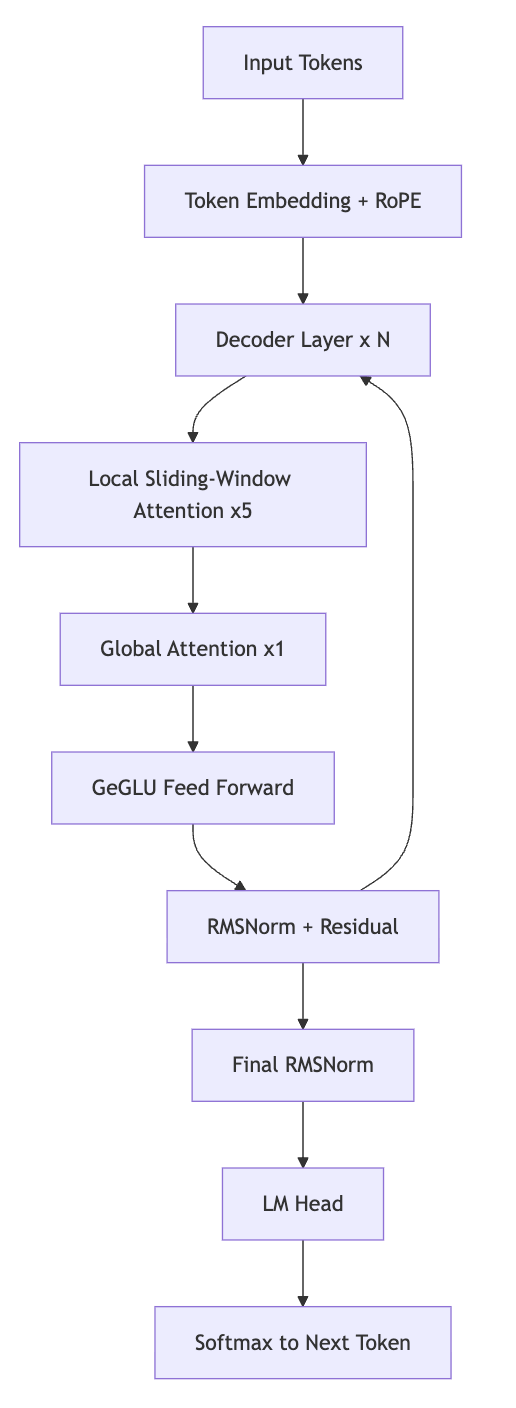 Input Tokens
Token Embedding + RoPE
Decoder Layer x N
Local Sliding-Window
Attention x5
Global Attention x1
GeGLU Feed Forward
RMSNorm + Residual
Final RMSNorm
LM Head
Softmax to Next Token